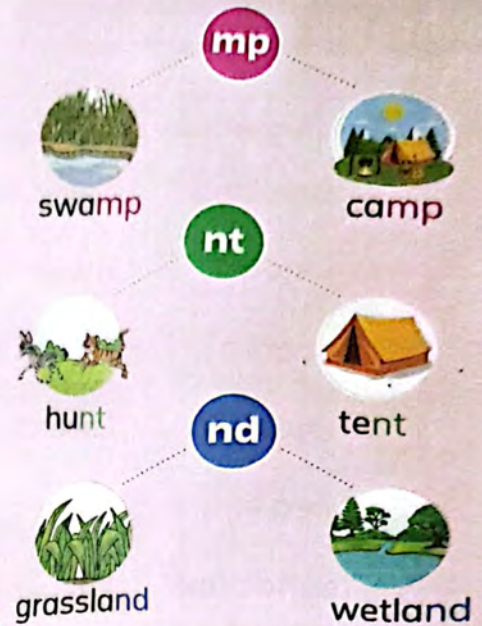 mp
swamp camp
nt
hunt tent
nd
grassland wetland